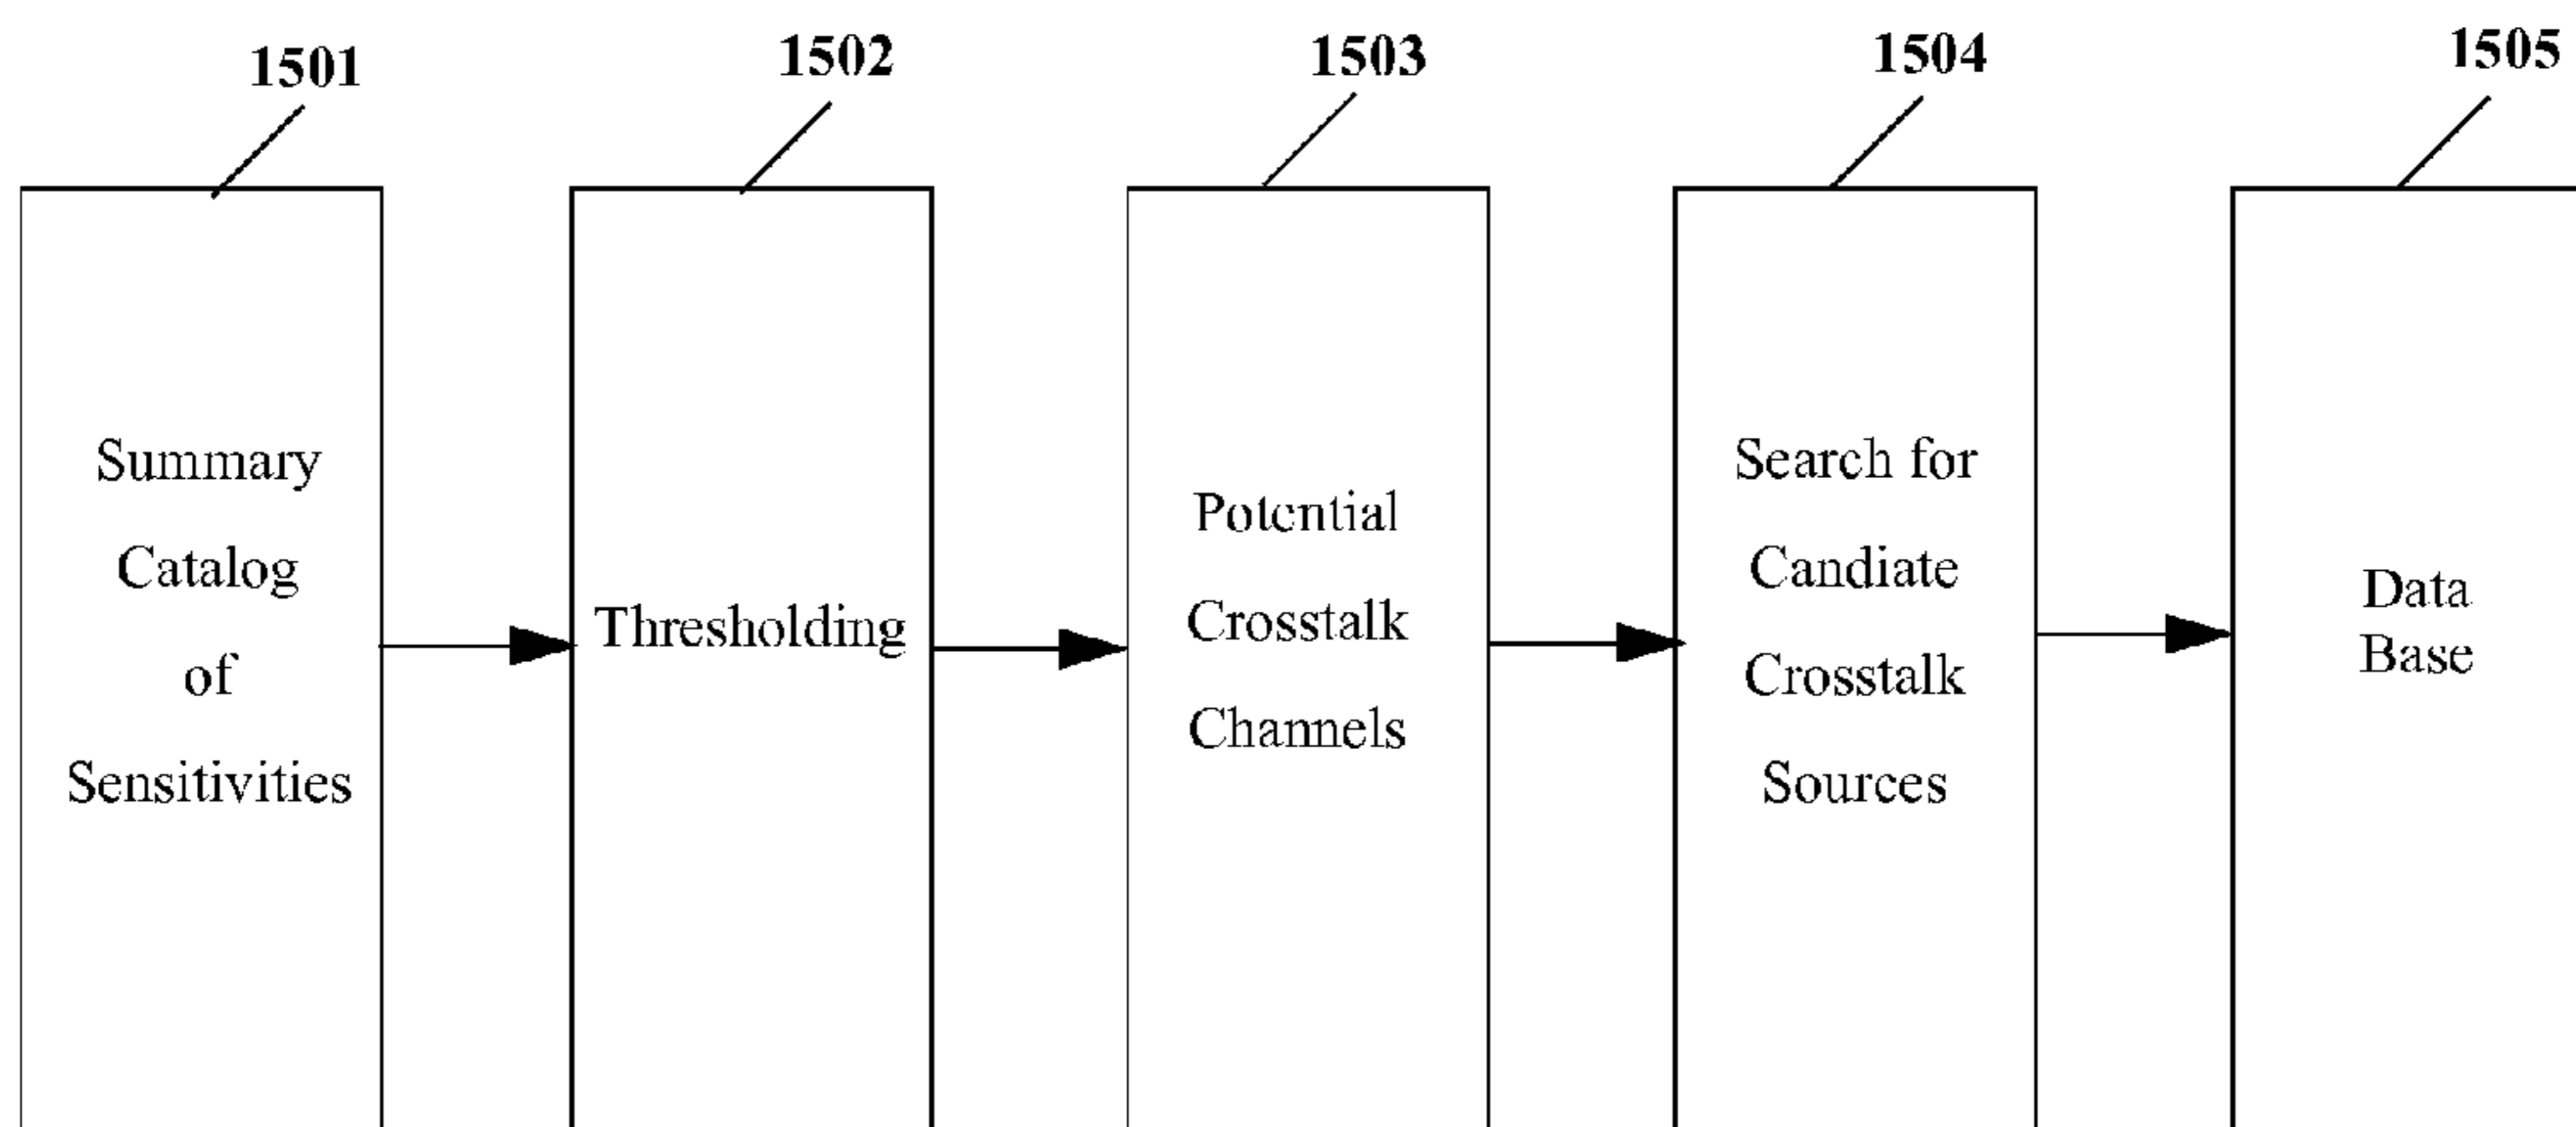 1501
1502
1503
1504
1505
Summary
Catalog
of
Sensitivities
Thresholding
Potential
Crosstalk
Channels
Search for
Candiate
Crosstalk
Sources
Data
Base